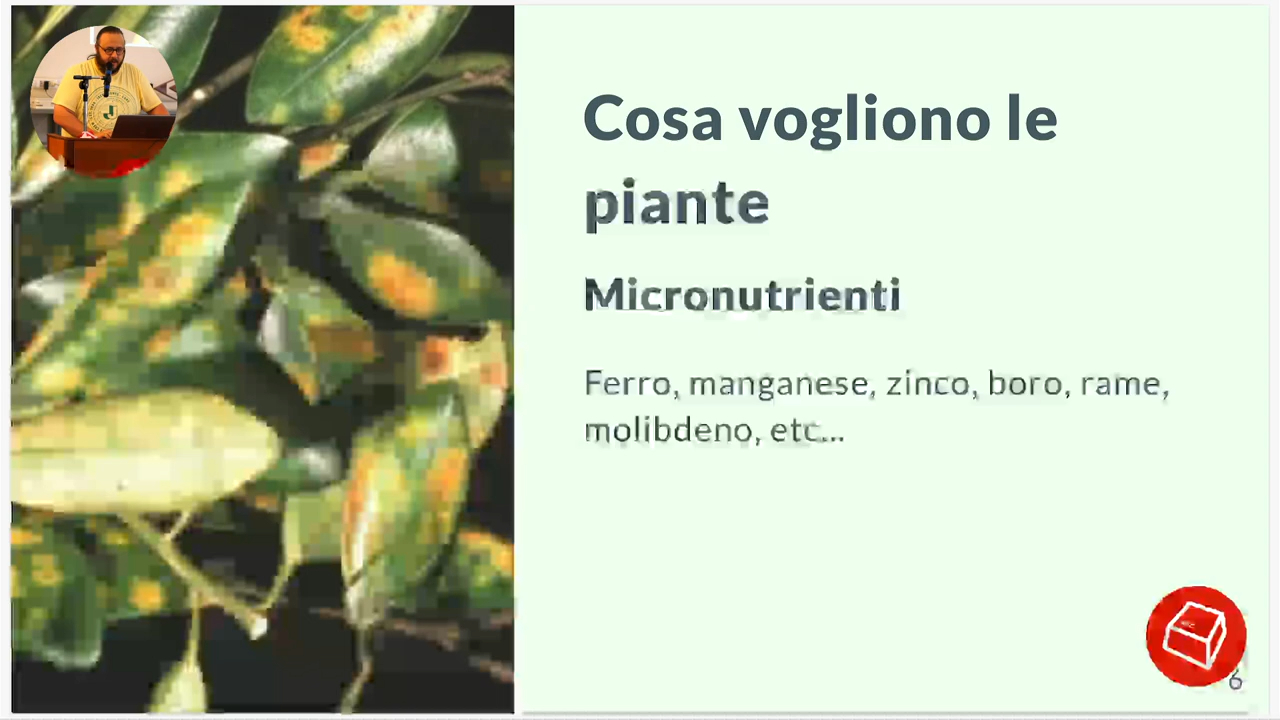 Cosa vogliono le
piante
Micronutrienti
Ferro, manganese, zinco, boro, rame,
molibdeno, etc...
6